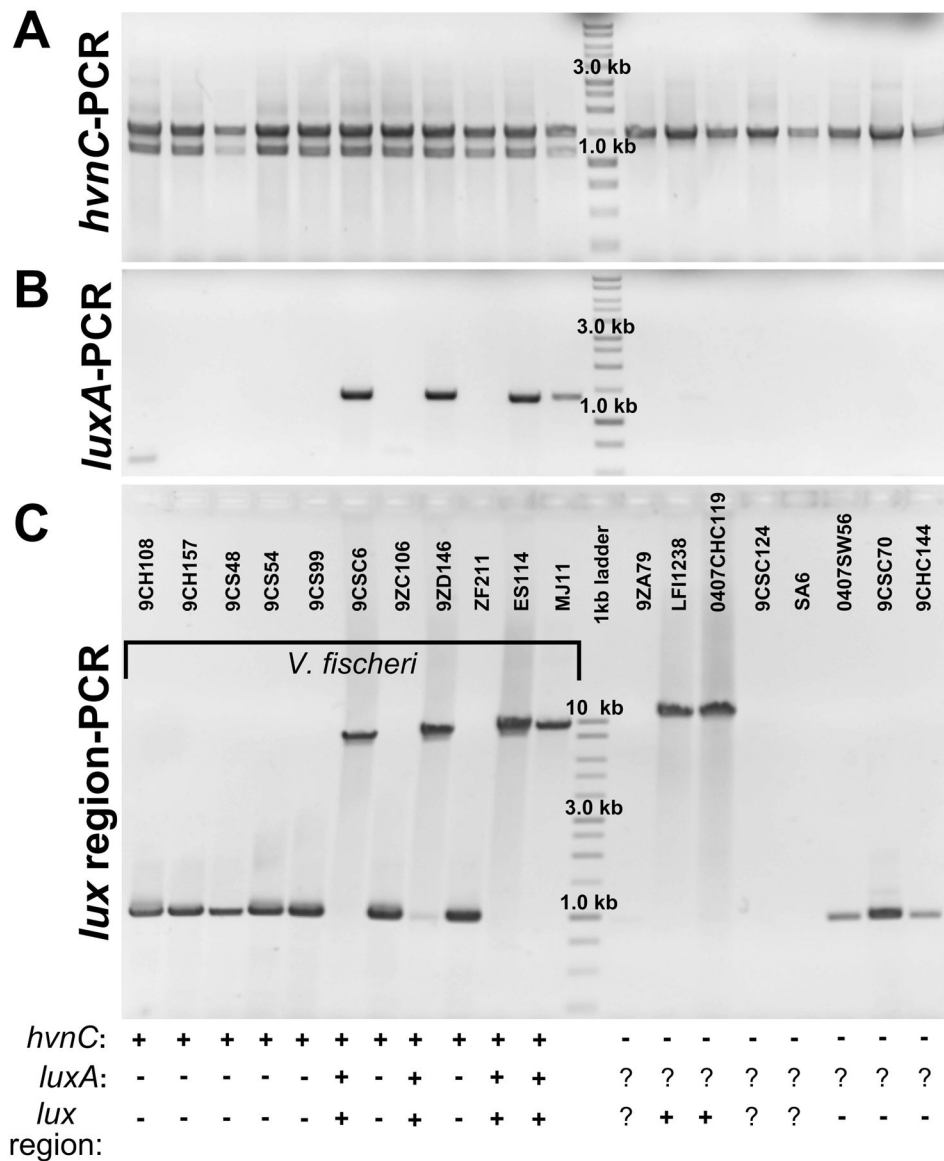 A
hvnC-PCR
3.0 kb
1.0 kb
B
luxA-PCR
3.0 kb
1.0 kb
C
lux region-PCR
9CH108
9CH157
9CS48
9CS54
9CS99
9CSC6
9ZC106
9ZD146
ZF211
ES114
MJ11
1kb ladder
9ZA79
LFI1238
0407CHC119
9CSC124
SA6
0407SW56
9CSC70
9CHC144
V. fischeri
10 kb
3.0 kb
1.0 kb
hvnC: + + + + + + + + + + + - - - - - - - -
luxA: - - - - - + - + - + + ? ? ? ? ? ? ? ?
lux - - - - - + - + - + + ? + + ? ? - - -
region: